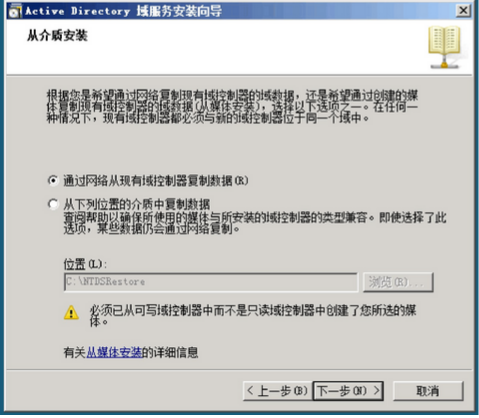 Active Directory 域服务安装向导
从介质安装
根据您是希望通过网络复制现有域控制器的域数据，还是希望通过创建的媒
体复制现有域控制器的域数据(从媒体安装)，选择以下选项之一。在任何一
种情况下，现有域控制器都必须与新的域控制器位于同一个域中。
通过网络从现有域控制器复制数据(R)
从下列位置的介质中复制数据
查阅帮助以确保所使用的媒体与所安装的域控制器的类型兼容。即使选择了此
选项，某些数据仍会通过网络复制。
位置(L):
C:\NTDSRestore
浏览(R)...
必须已从可写域控制器中而不是只读域控制器中创建了您所选的媒
体。
有关从媒体安装的详细信息
< 上一步(B) 下一步(N) > 取消